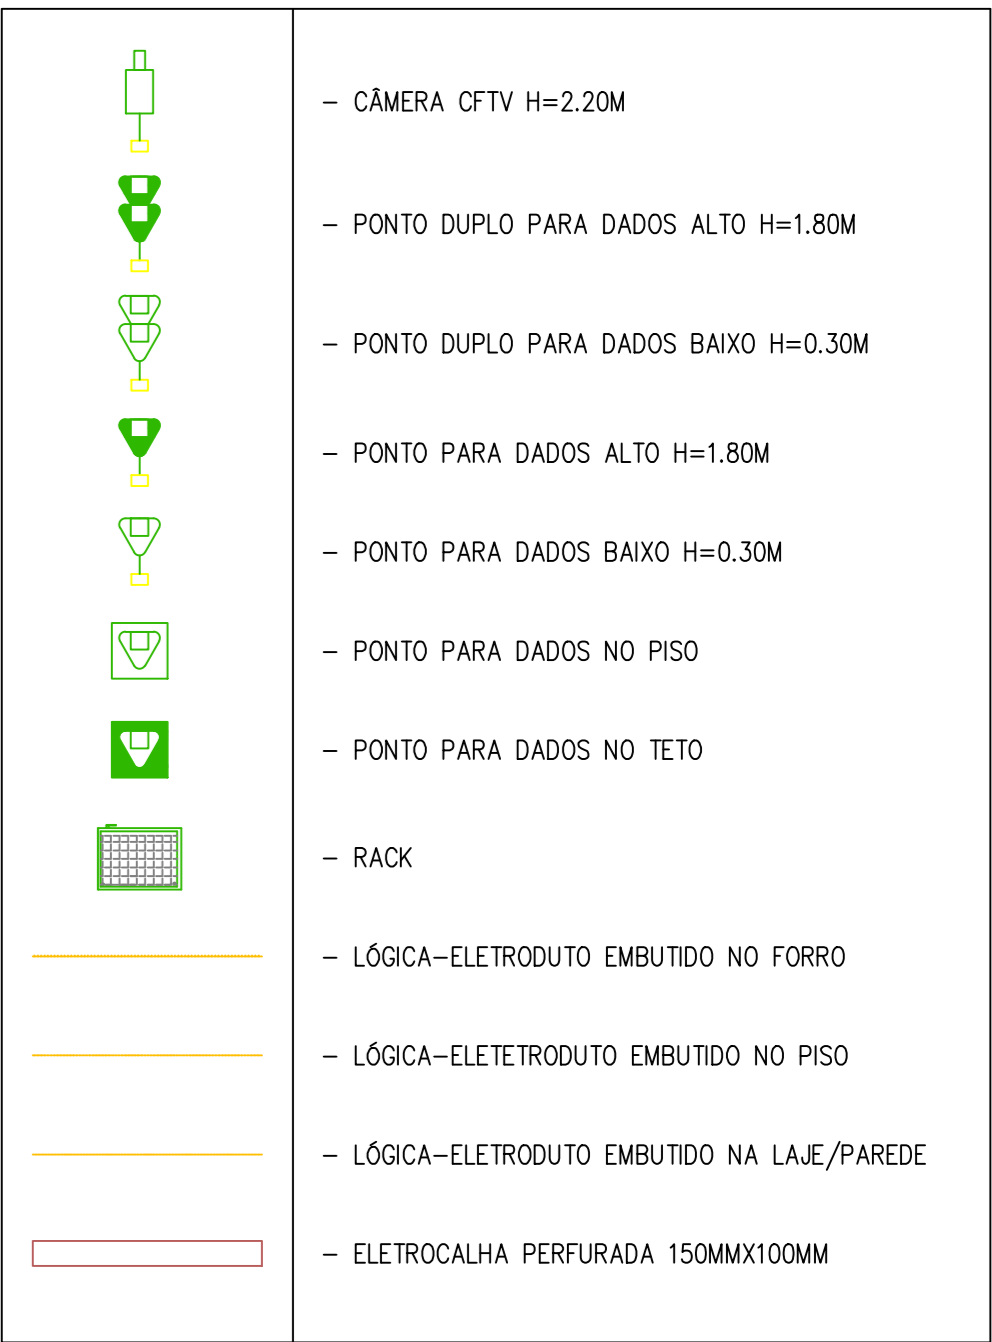 - CÂMERA CFTV H=2.20M
- PONTO DUPLO PARA DADOS ALTO H=1.80M
- PONTO DUPLO PARA DADOS BAIXO H=0.30M
- PONTO PARA DADOS ALTO H=1.80M
- PONTO PARA DADOS BAIXO H=0.30M
- PONTO PARA DADOS NO PISO
- PONTO PARA DADOS NO TETO
- RACK
- LÓGICA-ELETRODUTO EMBUTIDO NO FORRO
- LÓGICA-ELETETRODUTO EMBUTIDO NO PISO
- LÓGICA-ELETRODUTO EMBUTIDO NA LAJE/PAREDE
- ELETROCALHA PERFURADA 150MMX100MM